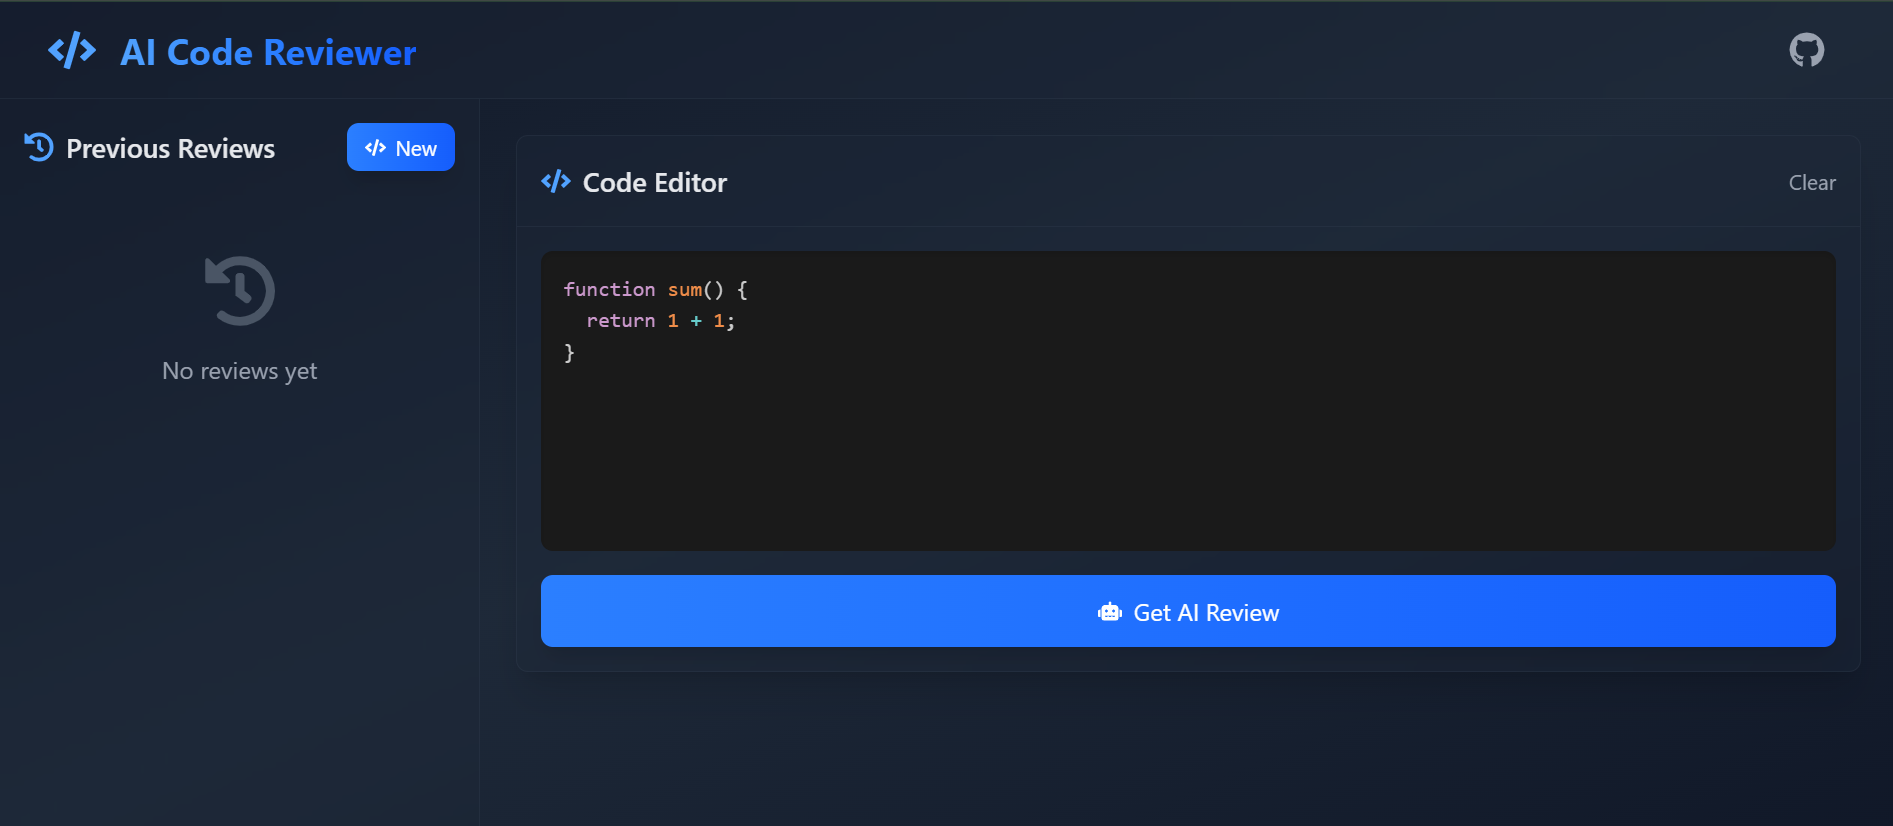 AI Code Reviewer
Previous Reviews
New
No reviews yet
Code Editor
Clear
function sum() {
  return 1 + 1;
}
Get AI Review